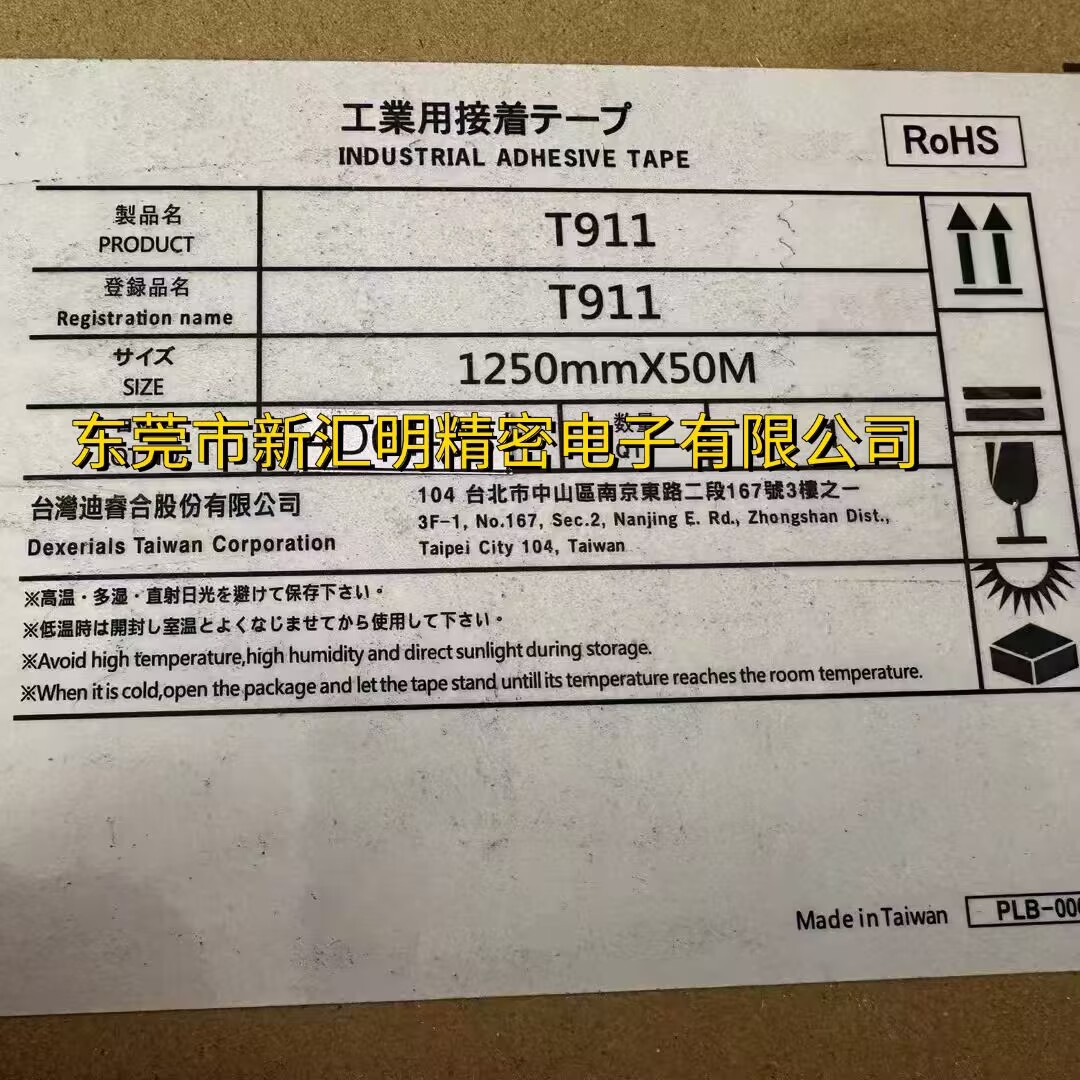 工業用接着テープ
INDUSTRIAL ADHESIVE TAPE
RoHS
製品名
PRODUCT
T911
登録品名
Registration name
T911
サイズ
SIZE
1250mmX50M
数量
东莞市新汇明精密电子有限公司
台灣迪睿合股份有限公司
Dexerials Taiwan Corporation
104 台北市中山區南京東路二段167號3樓之一
3F-1, No.167, Sec.2, Nanjing E. Rd., Zhongshan Dist.,
Taipei City 104, Taiwan
※高温・多湿・直射日光を避けて保存下さい。
※低温時は開封し室温とよくなじませてから使用して下さい。
※Avoid high temperature,high humidity and direct sunlight during storage.
※When it is cold,open the package and let the tape stand untill its temperature reaches the room temperature.
Made in Taiwan
PLB-00